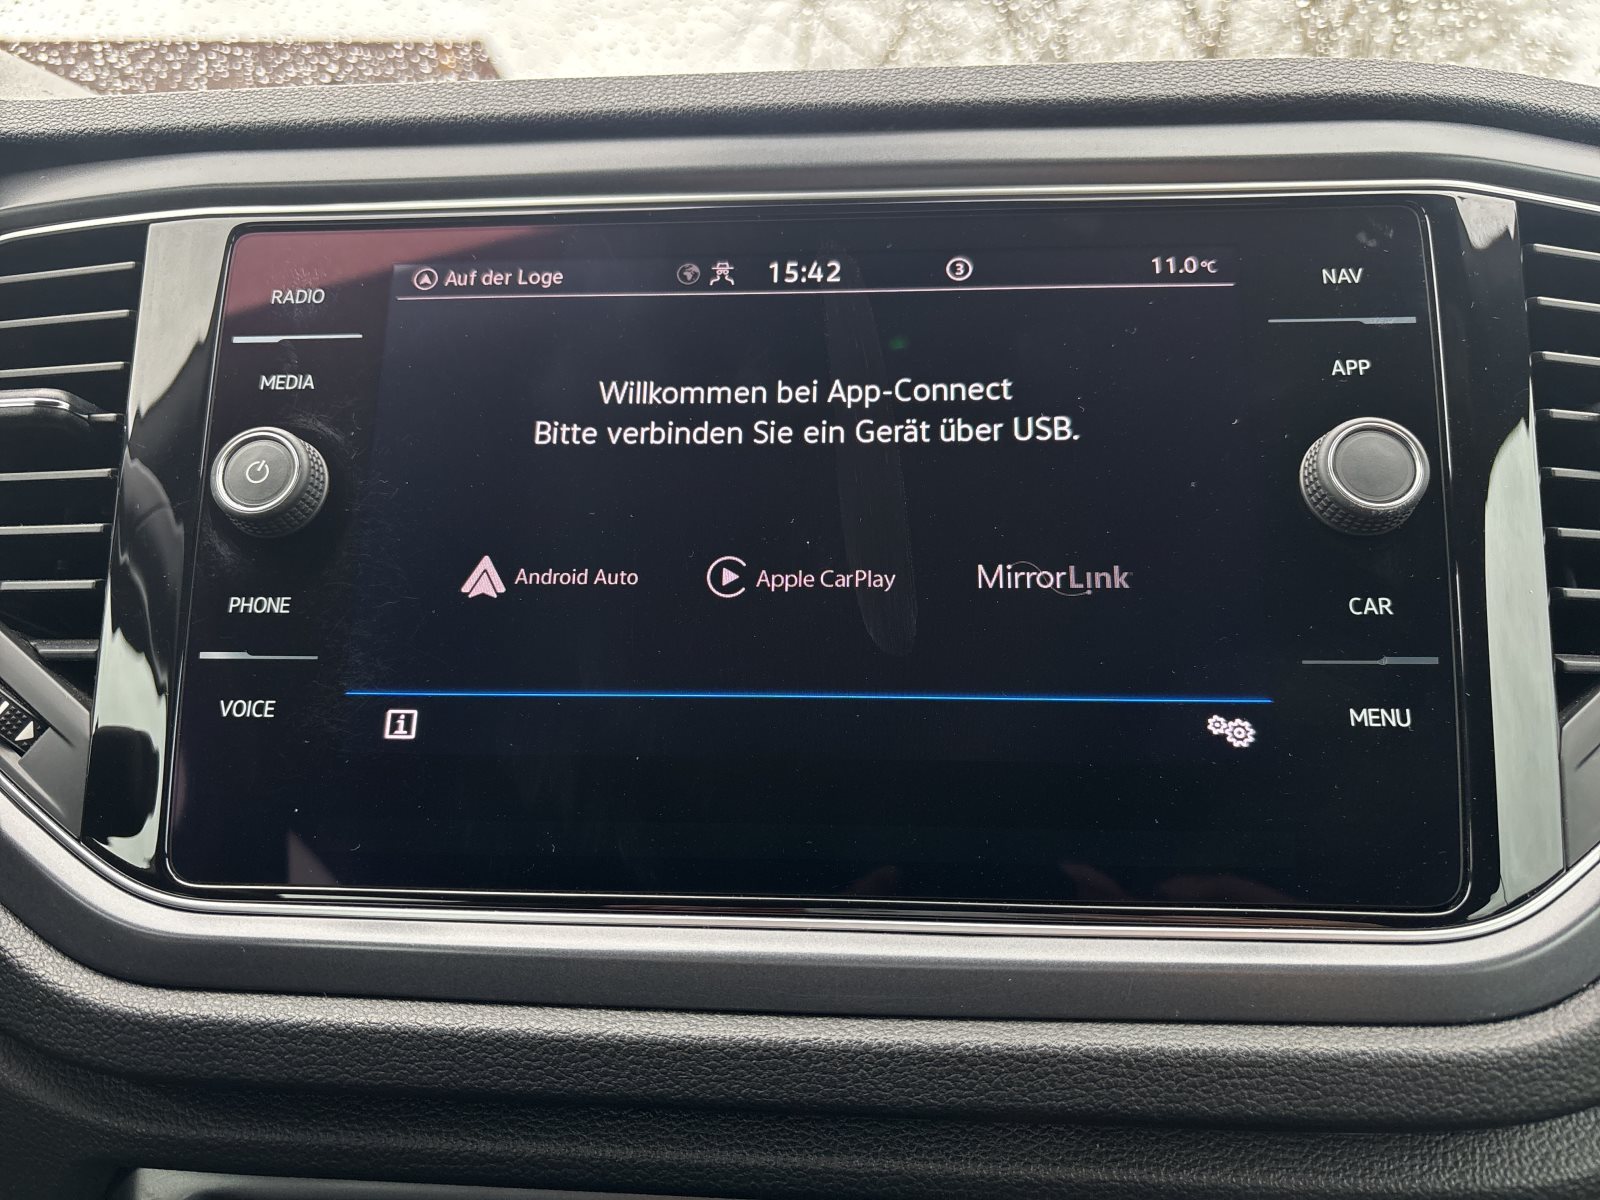 Auf der Loge 15:42 3 11.0°C
RADIO
MEDIA
PHONE
VOICE
Willkommen bei App-Connect
Bitte verbinden Sie ein Gerät über USB.
Android Auto Apple CarPlay MirrorLink
i
NAV
APP
CAR
MENU